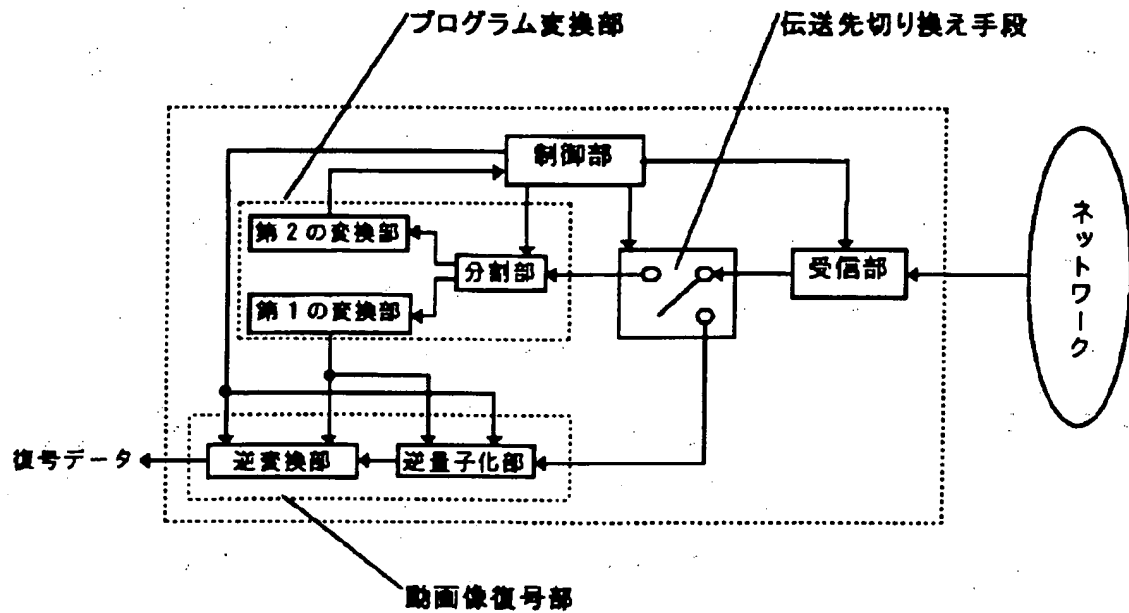 プログラム変換部
伝送先切り換え手段
制御部
第2の変換部
分割部
受信部
ネットワーク
第1の変換部
復号データ
逆変換部
逆量子化部
動画像復号部